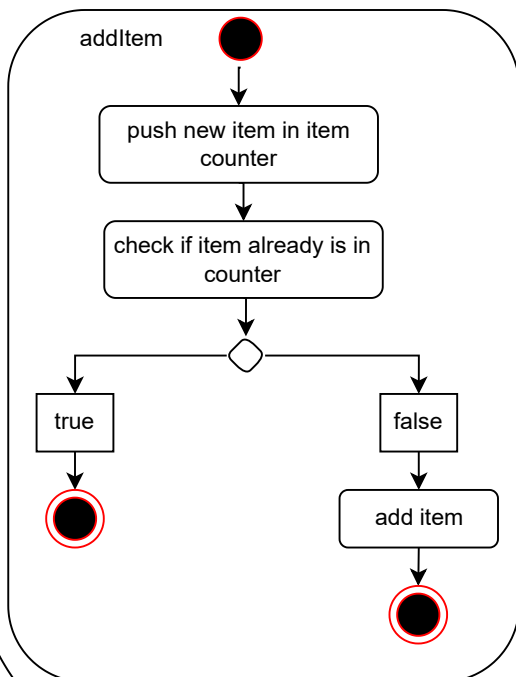 addItem
push new item in item
counter
check if item already is in
counter
true
false
add item